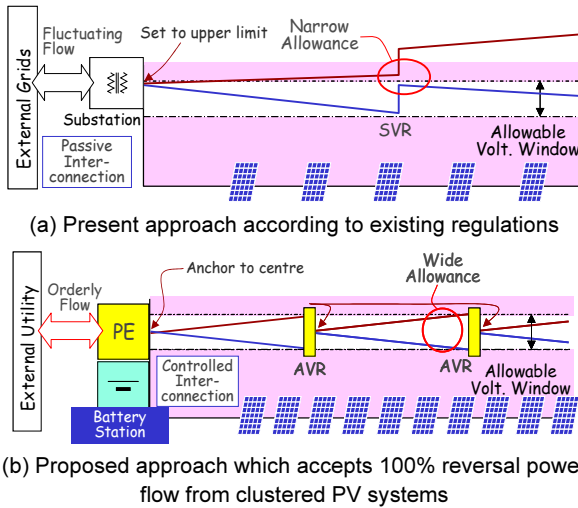 Fluctuating
Flow
Set to upper limit
Narrow
Allowance
External Grids
Substation
Passive
Inter-
connection
SVR
Allowable
Volt. Window
(a) Present approach according to existing regulations
Orderly
Flow
Anchor to centre
Wide
Allowance
External Utility
PE
Controlled
Inter-
connection
AVR
AVR
Allowable
Volt. Window
Battery
Station
(b) Proposed approach which accepts 100% reversal powe
flow from clustered PV systems